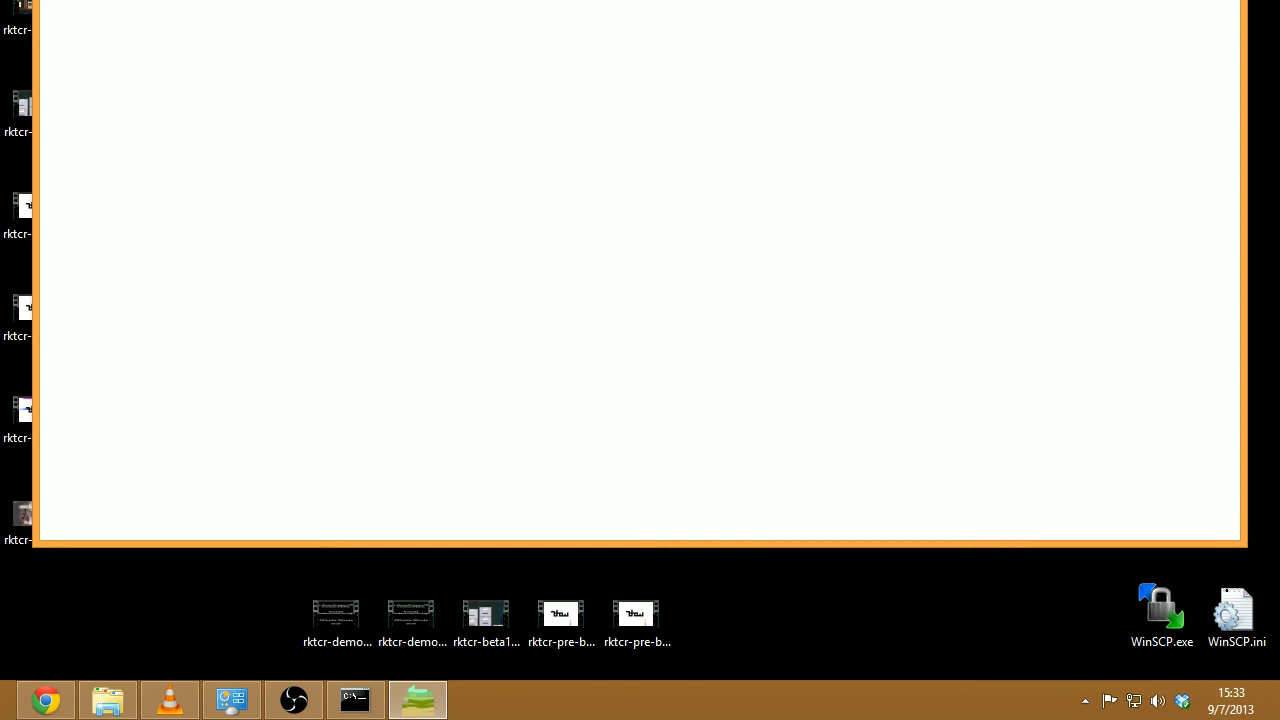 rktcr-
rktcr-
rktcr-
rktcr-
rktcr-
rktcr-
rktcr-demo...
rktcr-demo...
rktcr-beta1...
rktcr-pre-b...
rktcr-pre-b...
WinSCP.exe
WinSCP.ini
C:\_
15:33
9/7/2013